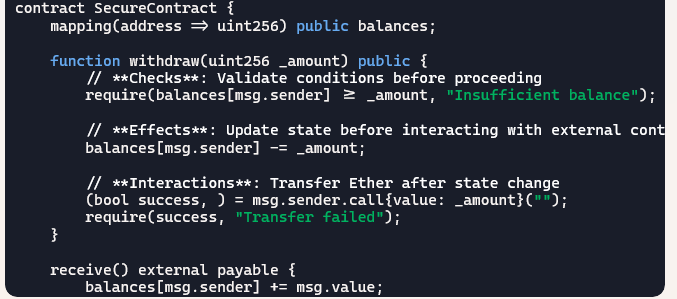 contract SecureContract {
mapping(address => uint256) public balances;
function withdraw(uint256 _amount) public {
// **Checks**: Validate conditions before proceeding
require(balances[msg.sender] >= _amount, "Insufficient balance");
// **Effects**: Update state before interacting with external cont
balances[msg.sender] -= _amount;
// **Interactions**: Transfer Ether after state change
(bool success, ) = msg.sender.call{value: _amount}("");
require(success, "Transfer failed");
}
receive() external payable {
balances[msg.sender] += msg.value;